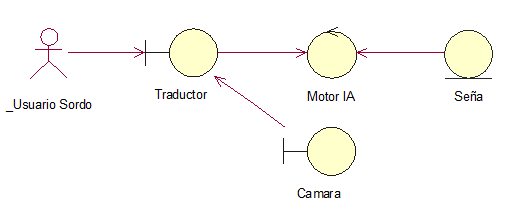 _Usuario Sordo
Traductor
Motor IA
Seña
Camara